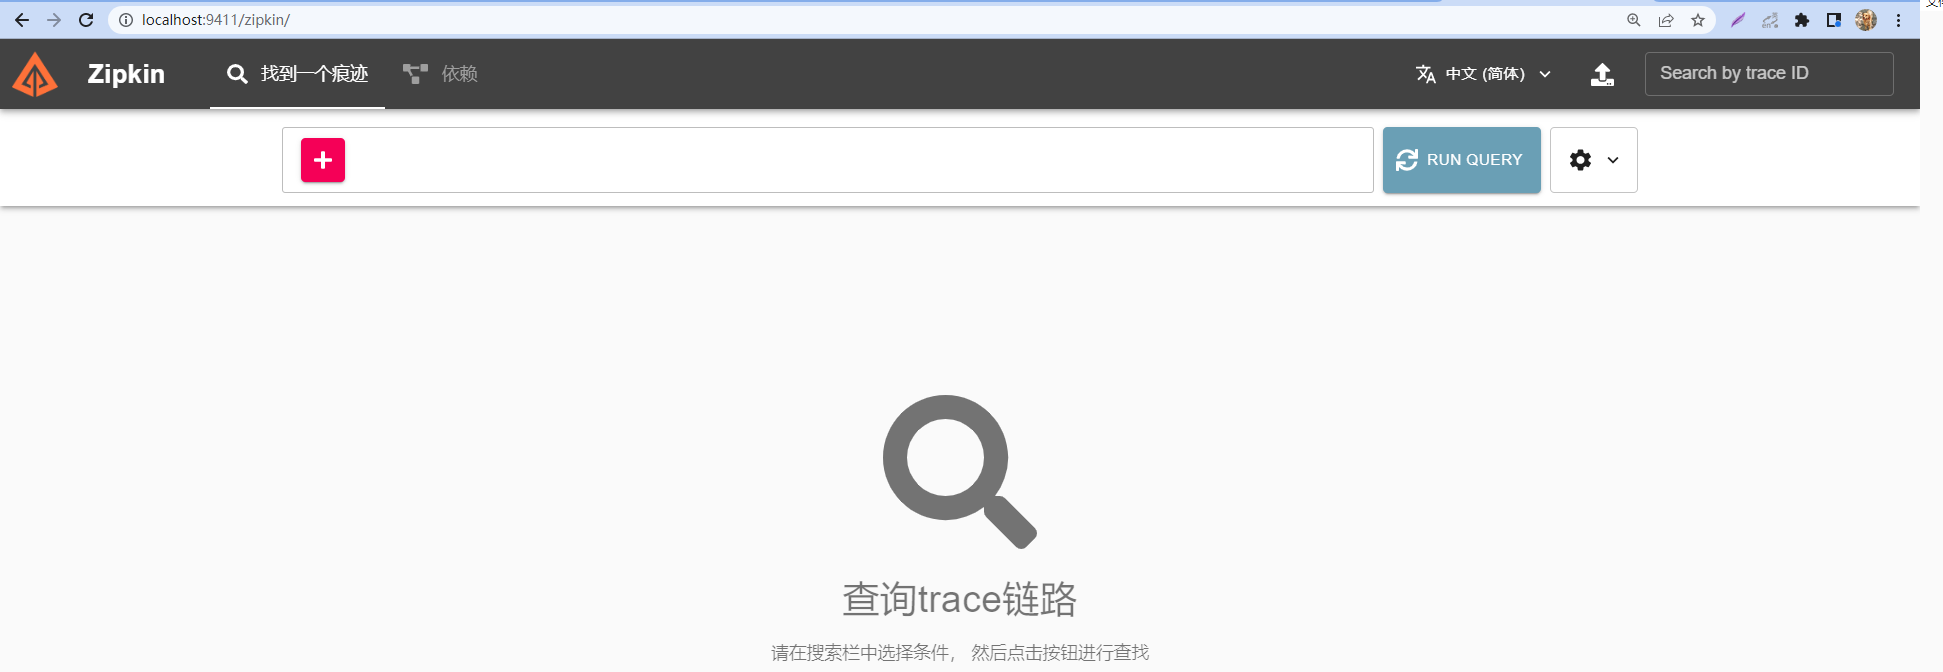 localhost:9411/zipkin/
Zipkin 找到一个痕迹 依赖 中文 (简体) Search by trace ID
RUN QUERY
查询trace链路
请在搜索栏中选择条件， 然后点击按钮进行查找